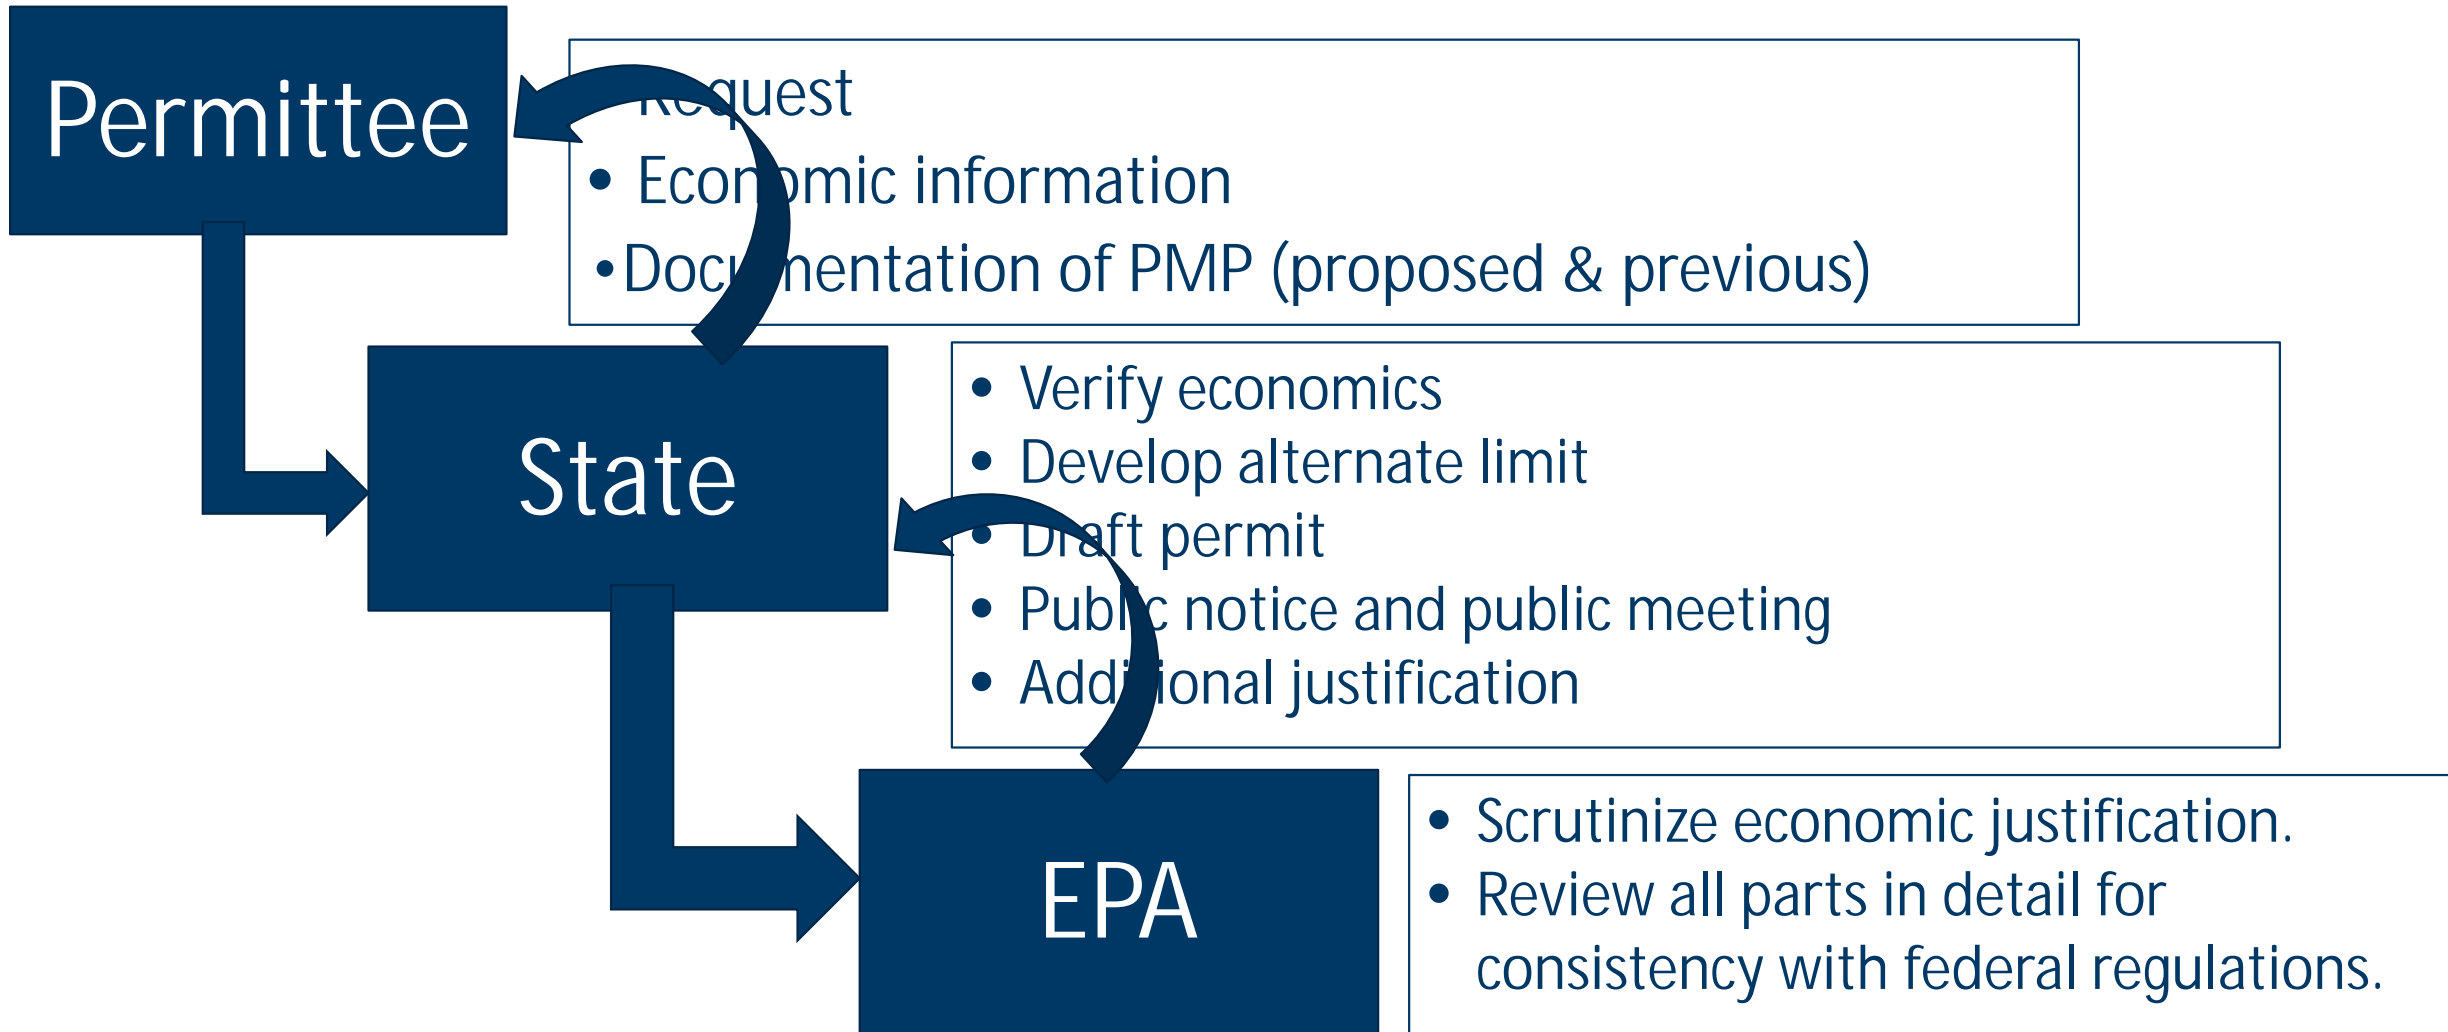 Permittee
• Request
• Economic information
• Documentation of PMP (proposed & previous)
State
• Verify economics
• Develop alternate limit
• Draft permit
• Public notice and public meeting
• Additional justification
EPA
• Scrutinize economic justification.
• Review all parts in detail for
consistency with federal regulations.